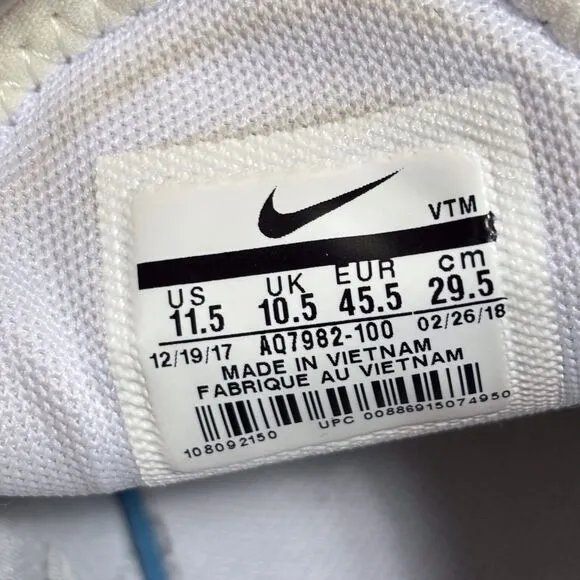 VTM
US UK EUR cm
11.5 10.5 45.5 29.5
12/19/17 AQ7982-100 02/26/18
MADE IN VIETNAM
FABRIQUE AU VIETNAM
108092150 UPC 00886915074950